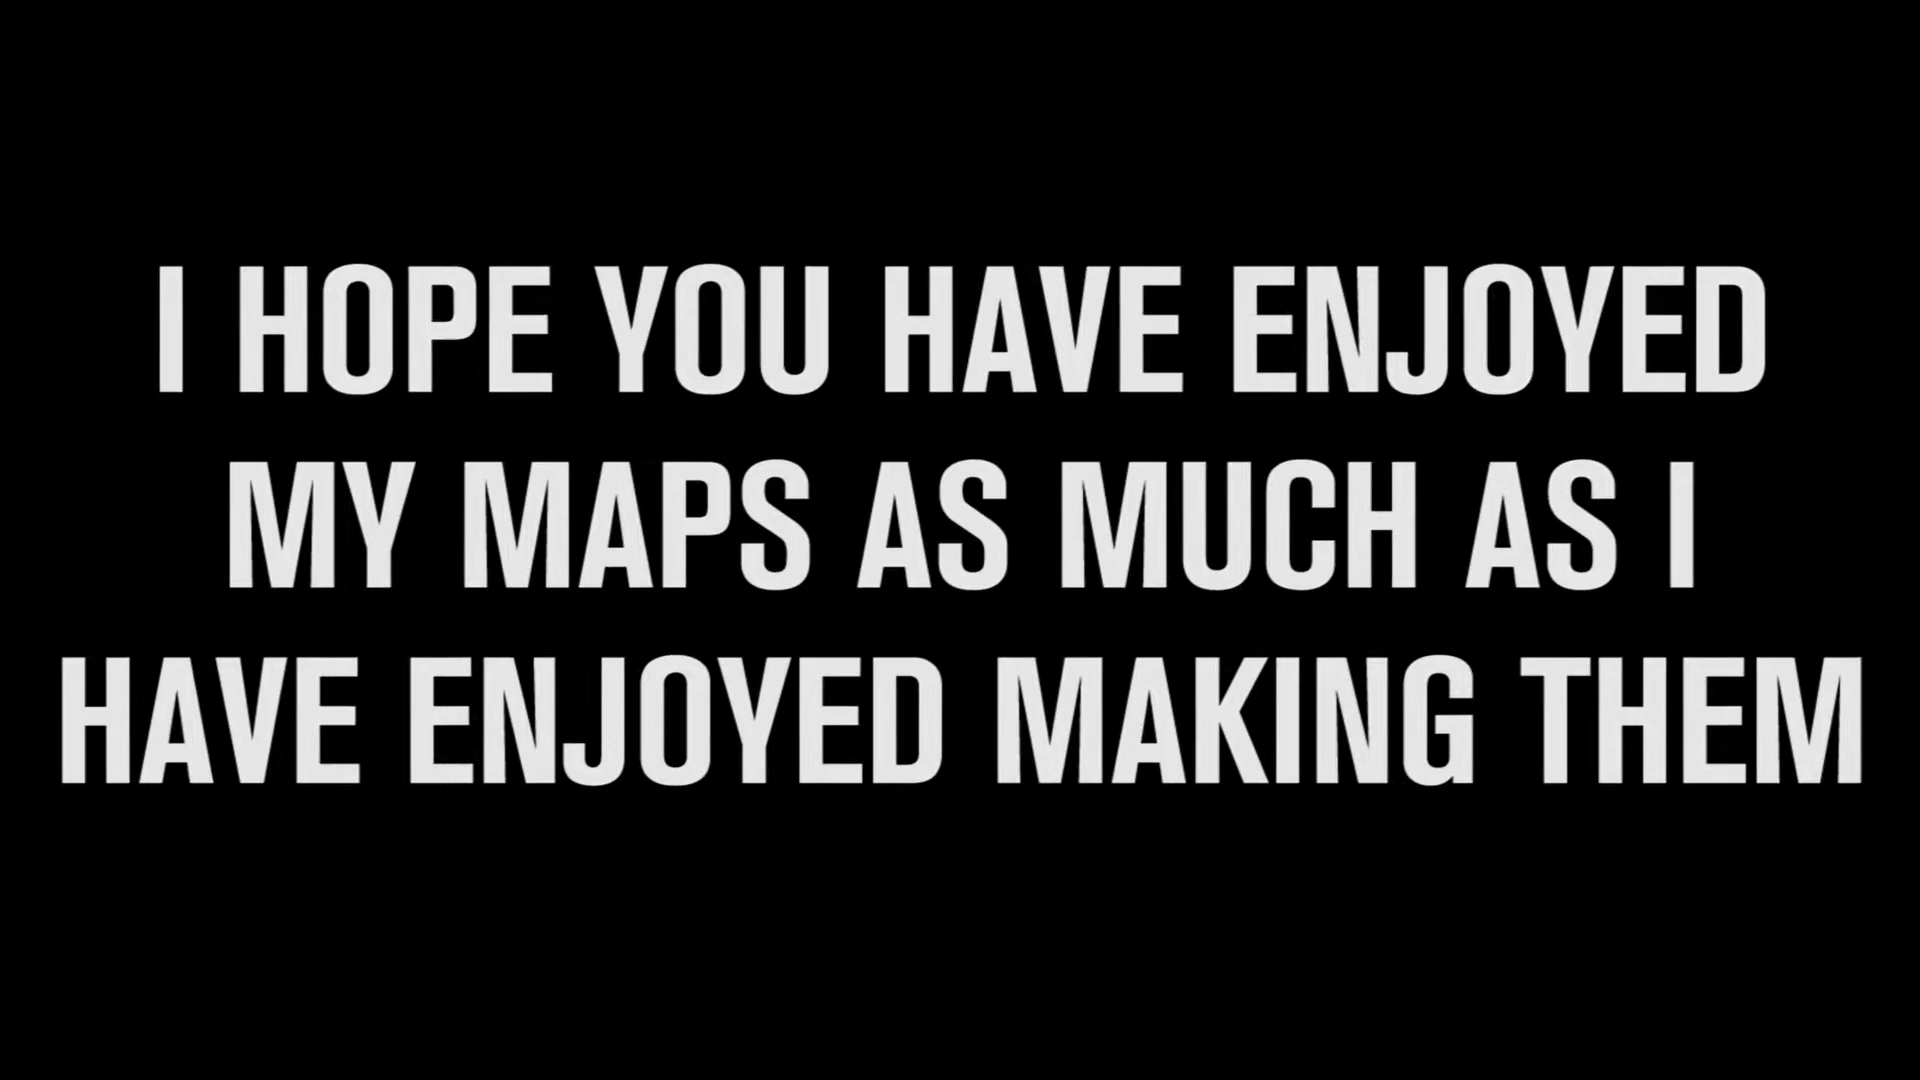 I HOPE YOU HAVE ENJOYED
MY MAPS AS MUCH AS I
HAVE ENJOYED MAKING THEM